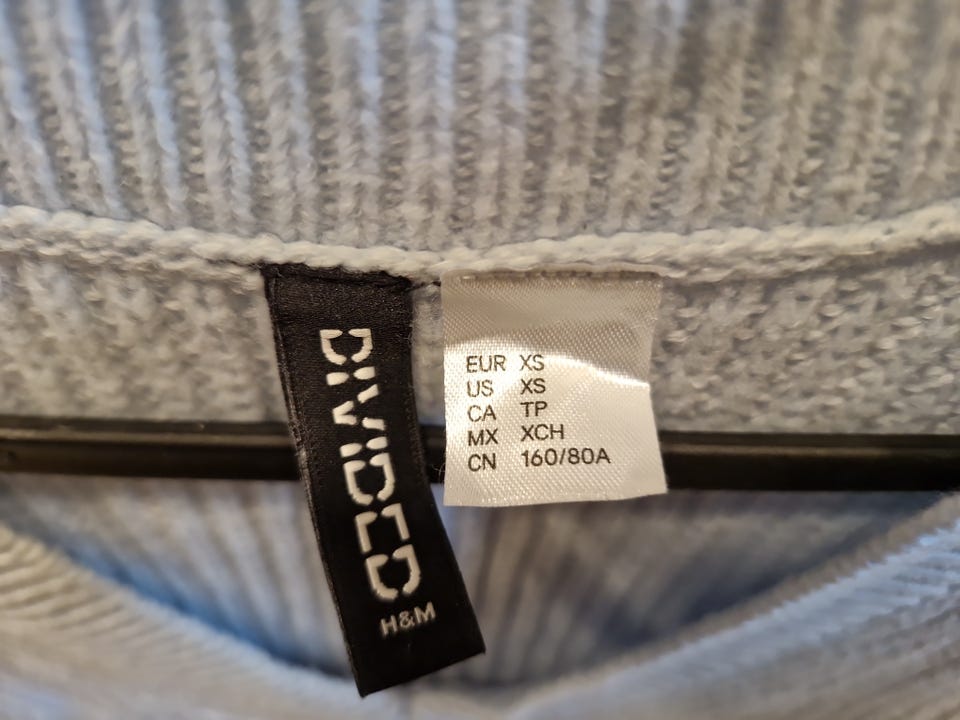 DIVIDED
H&M
EUR XS
US XS
CA TP
MX XCH
CN 160/80A